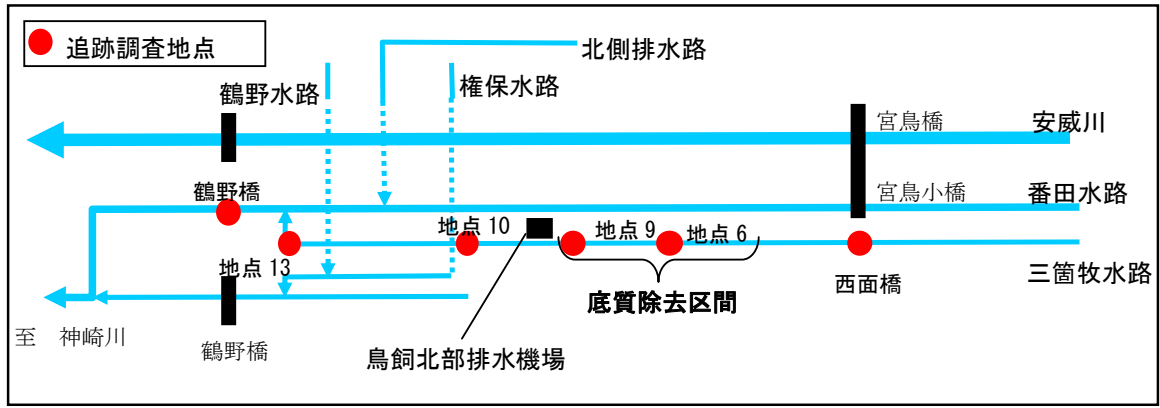 追跡調査地点
北側排水路
権保水路
鶴野水路
宮鳥橋
安威川
鶴野橋
宮鳥小橋
番田水路
地点 10
地点 9
地点 6
地点 13
西面橋
三箇牧水路
底質除去区間
至 神崎川
鶴野橋
鳥飼北部排水機場